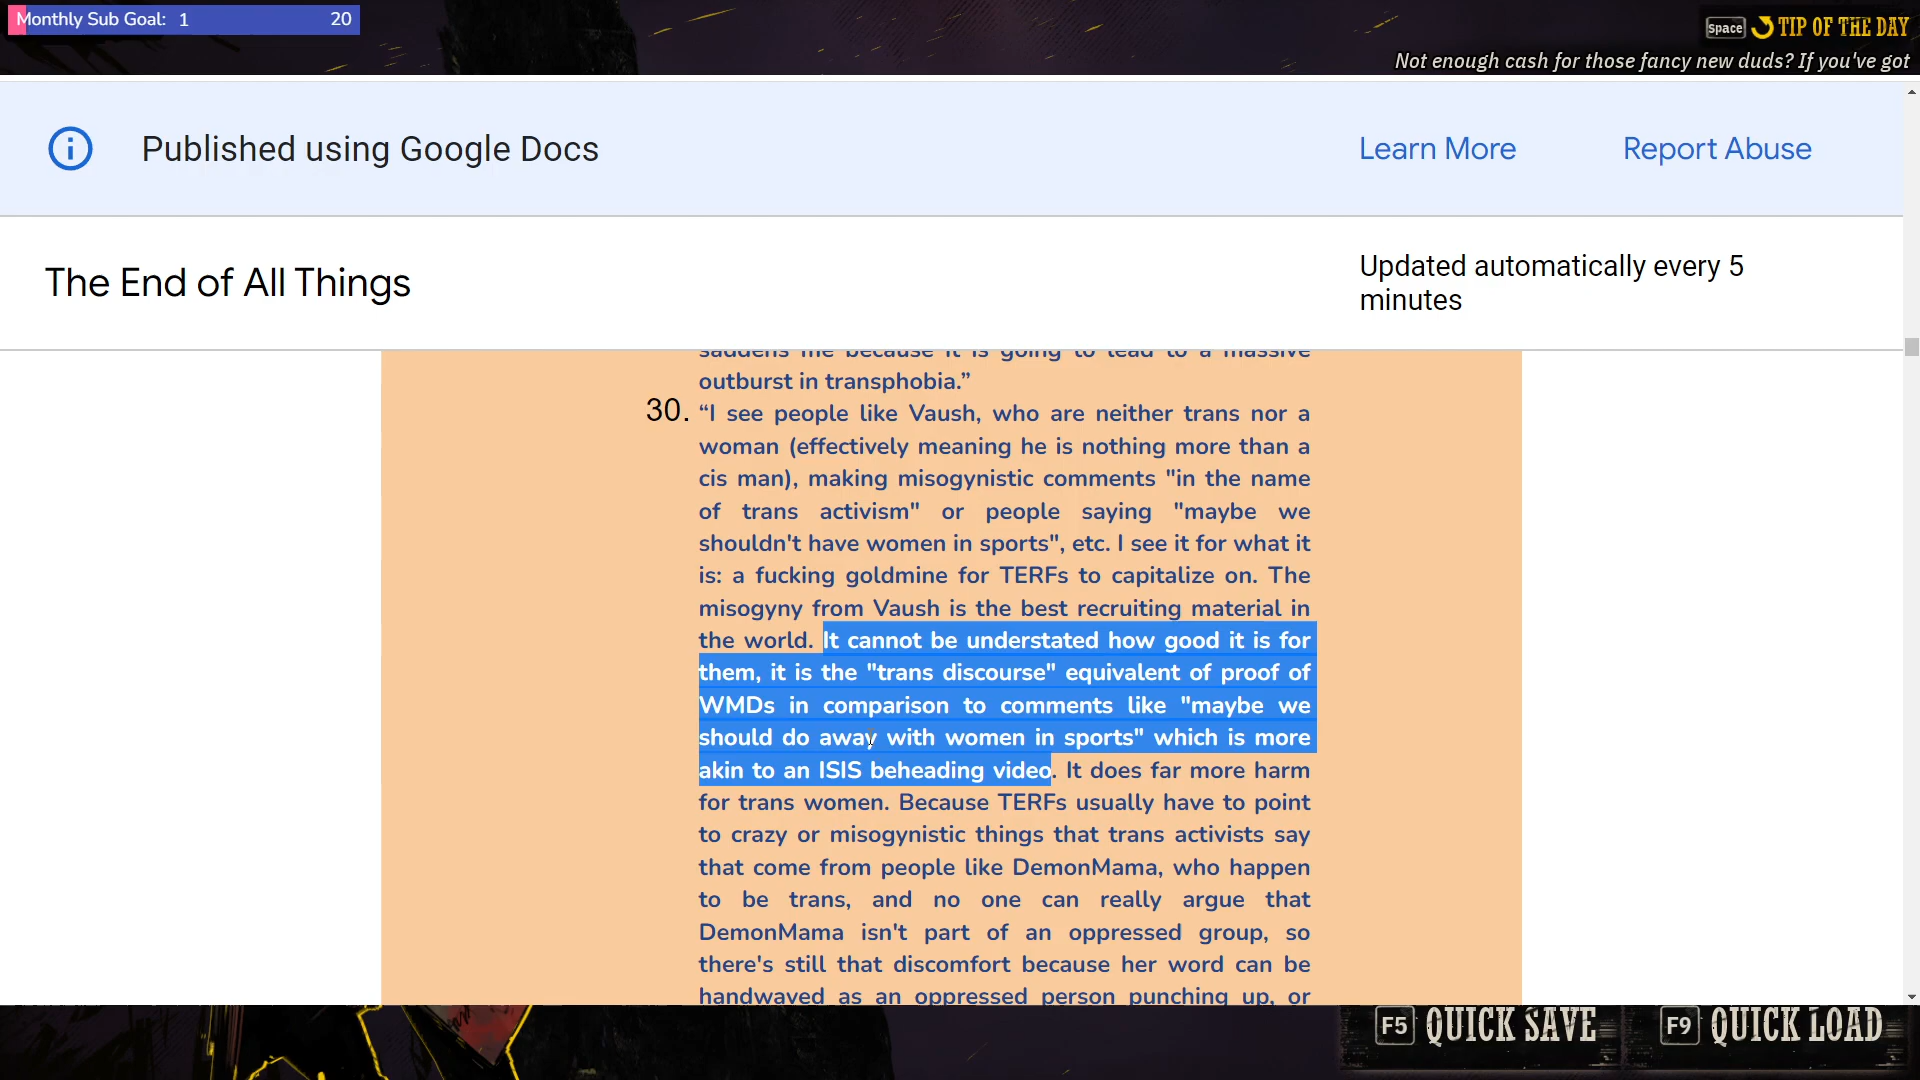 Monthly Sub Goal: 1 20
Space TIP OF THE DAY
Not enough cash for those fancy new duds? If you've got
Published using Google Docs
Learn More
Report Abuse
The End of All Things
Updated automatically every 5
minutes
saddens me because it is going to lead to a massive
outburst in transphobia.”
30. “I see people like Vaush, who are neither trans nor a
woman (effectively meaning he is nothing more than a
cis man), making misogynistic comments "in the name
of trans activism" or people saying "maybe we
shouldn't have women in sports", etc. I see it for what it
is: a fucking goldmine for TERFs to capitalize on. The
misogyny from Vaush is the best recruiting material in
the world. It cannot be understated how good it is for
them, it is the "trans discourse" equivalent of proof of
WMDs in comparison to comments like "maybe we
should do away with women in sports" which is more
akin to an ISIS beheading video. It does far more harm
for trans women. Because TERFs usually have to point
to crazy or misogynistic things that trans activists say
that come from people like DemonMama, who happen
to be trans, and no one can really argue that
DemonMama isn't part of an oppressed group, so
there's still that discomfort because her word can be
handwaved as an oppressed person punching up, or
F5 QUICK SAVE
F9 QUICK LOAD